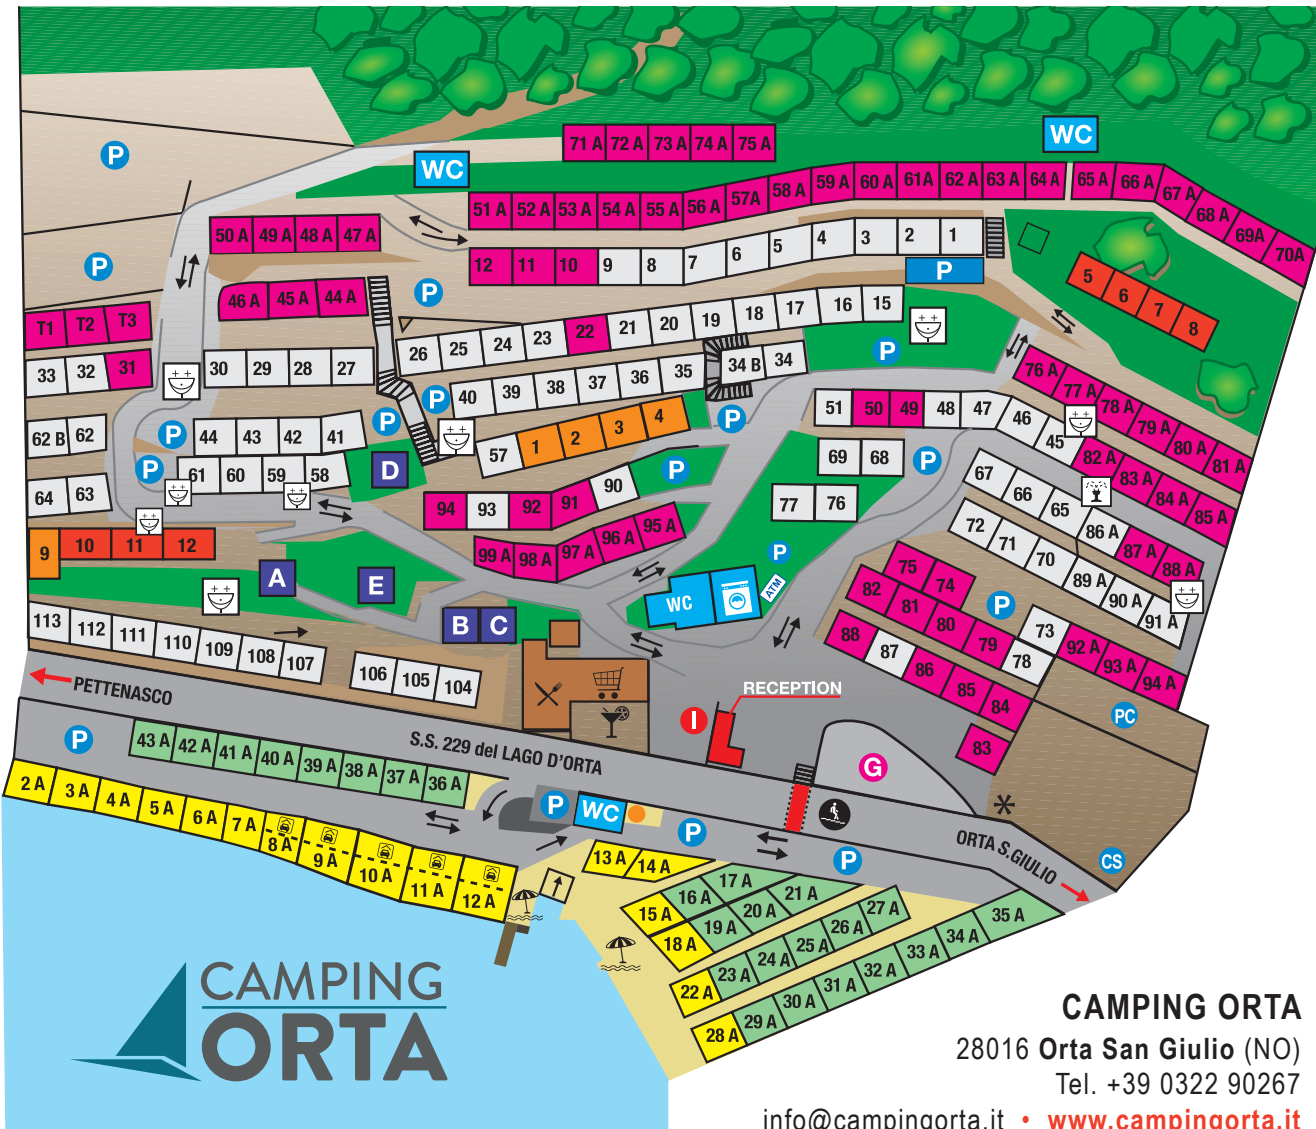 WC
71 A 72 A 73 A 74 A 75 A
WC
P
51 A 52 A 53 A 54 A 55 A 56 A 57A 58 A 59 A 60 A 61A 62 A 63 A 64 A 65 A 66 A 67 A 68 A 69A 70A
50 A 49 A 48 A 47 A
12 11 10 9 8 7 6 5 4 3 2 1
P
P
P
5 6 7 8
46 A 45 A 44 A
T1 T2 T3
26 25 24 23 22 21 20 19 18 17 16 15
P
33 32 31
30 29 28 27
40 39 38 37 36 35
34 B 34
P
76 A 77 A 78 A 79 A 80 A 81 A
62 B 62
P
44 43 42 41
P
57 1 2 3 4
P
51 50 49 48 47 46 45 82 A 83 A 84 A 85 A
64 63
P
61 60 59 58
D
94 93 92 91 90
P
69 68
P
67 66 65 86 A 87 A 88 A
77 76
72 71 70 89 A 90 A 91 A
9 10 11 12
99 A 98 A 97 A 96 A 95 A
P
ATM
WC
A
E
B C
75 74
P
82 81 80 79 78 73 92 A 93 A 94 A
88 87 86 85 84
83
113 112 111 110 109 108 107
106 105 104
PETTENASCO
S.S. 229 del LAGO D'ORTA
RECEPTION
I
G
PC
CS
ORTA S.GIULIO
P
43 A 42 A 41 A 40 A 39 A 38 A 37 A 36 A
2 A 3 A 4 A 5 A 6 A 7 A 8 A 9 A 10 A 11 A 12 A
P
WC
P
P
13 A 14 A
15 A 16 A 17 A
18 A 19 A 20 A 21 A
22 A 23 A 24 A 25 A 26 A 27 A
28 A 29 A 30 A 31 A 32 A 33 A 34 A 35 A
CAMPING
ORTA
CAMPING ORTA
28016 Orta San Giulio (NO)
Tel. +39 0322 90267
info@campingorta.it • www.campingorta.it